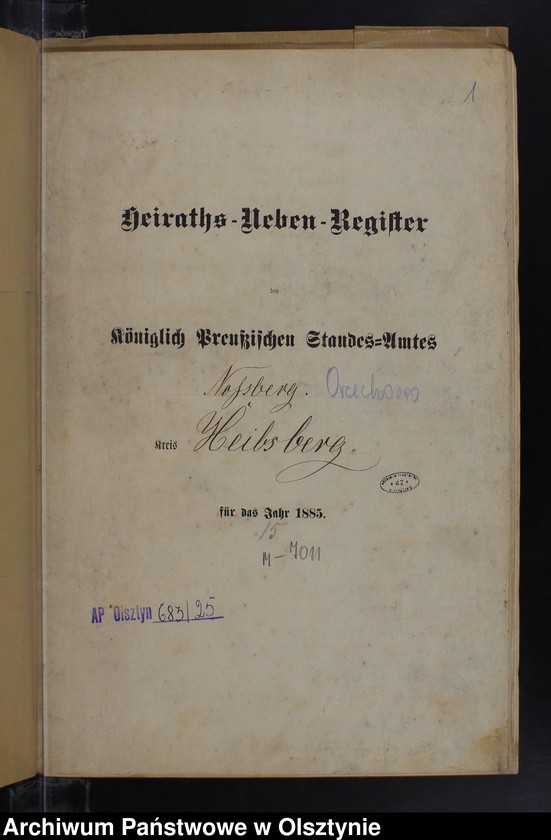 1
Heiraths-Neben-Register
des
Königlich Preußischen Standes-Amtes
Noßberg. Orzechowo
Kreis Heilsberg.
für das Jahr 1885.
15
M-7011
AP Olsztyn 683/25
Archiwum Państwowe w Olsztynie